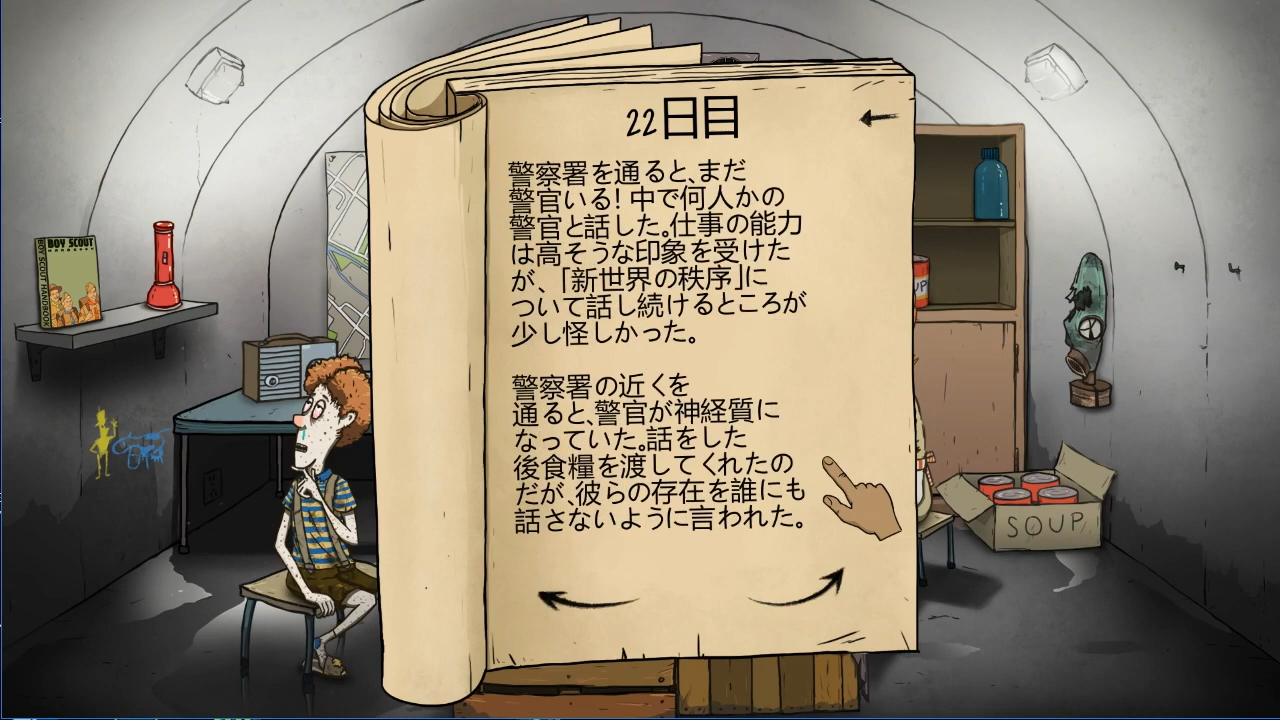 22日目
警察署を通ると、まだ
警官いる! 中で何人かの
警官と話した。仕事の能力
は高そうな印象を受けた
が、「新世界の秩序」に
ついて話し続けるところが
少し怪しかった。
警察署の近くを
通ると、警官が神経質に
なっていた。話をした
後食糧を渡してくれたの
だが、彼らの存在を誰にも
話さないように言われた。
BOY SCOUT
BOY SCOUT HANDBOOK
UP
SOUP